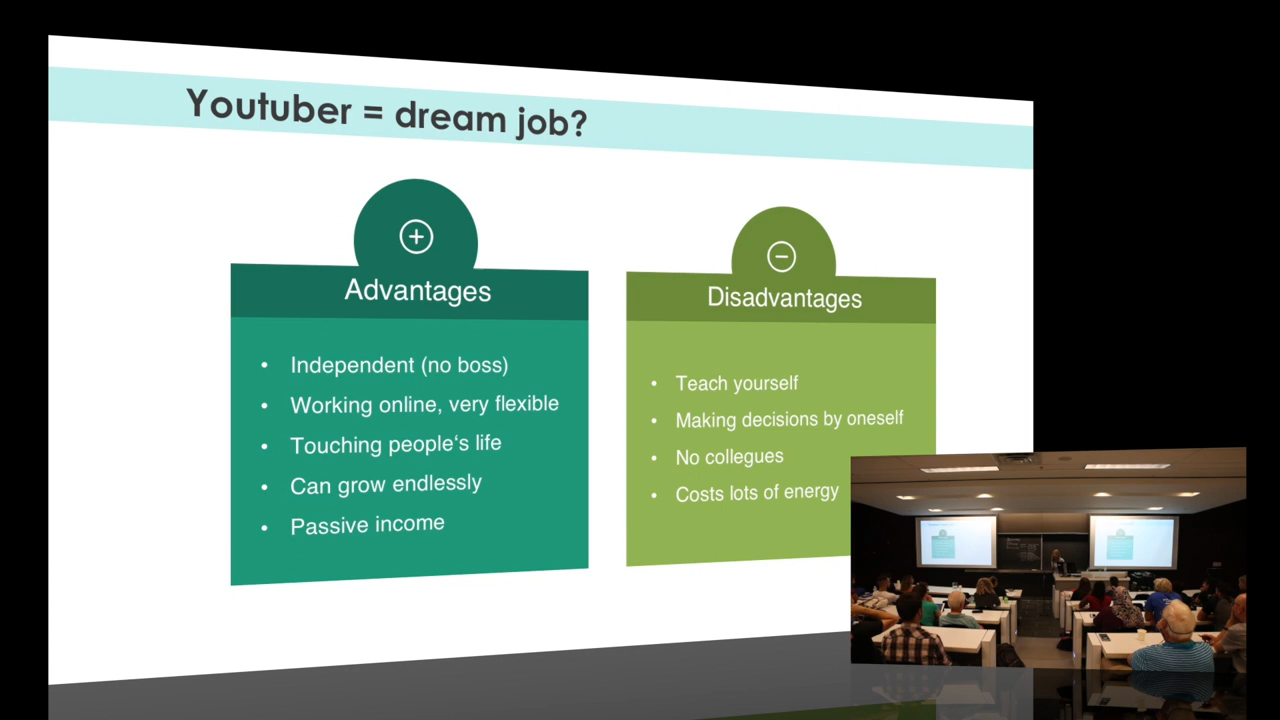 Youtuber = dream job?
Advantages
• Independent (no boss)
• Working online, very flexible
• Touching people‘s life
• Can grow endlessly
• Passive income
Disadvantages
• Teach yourself
• Making decisions by oneself
• No collegues
• Costs lots of energy